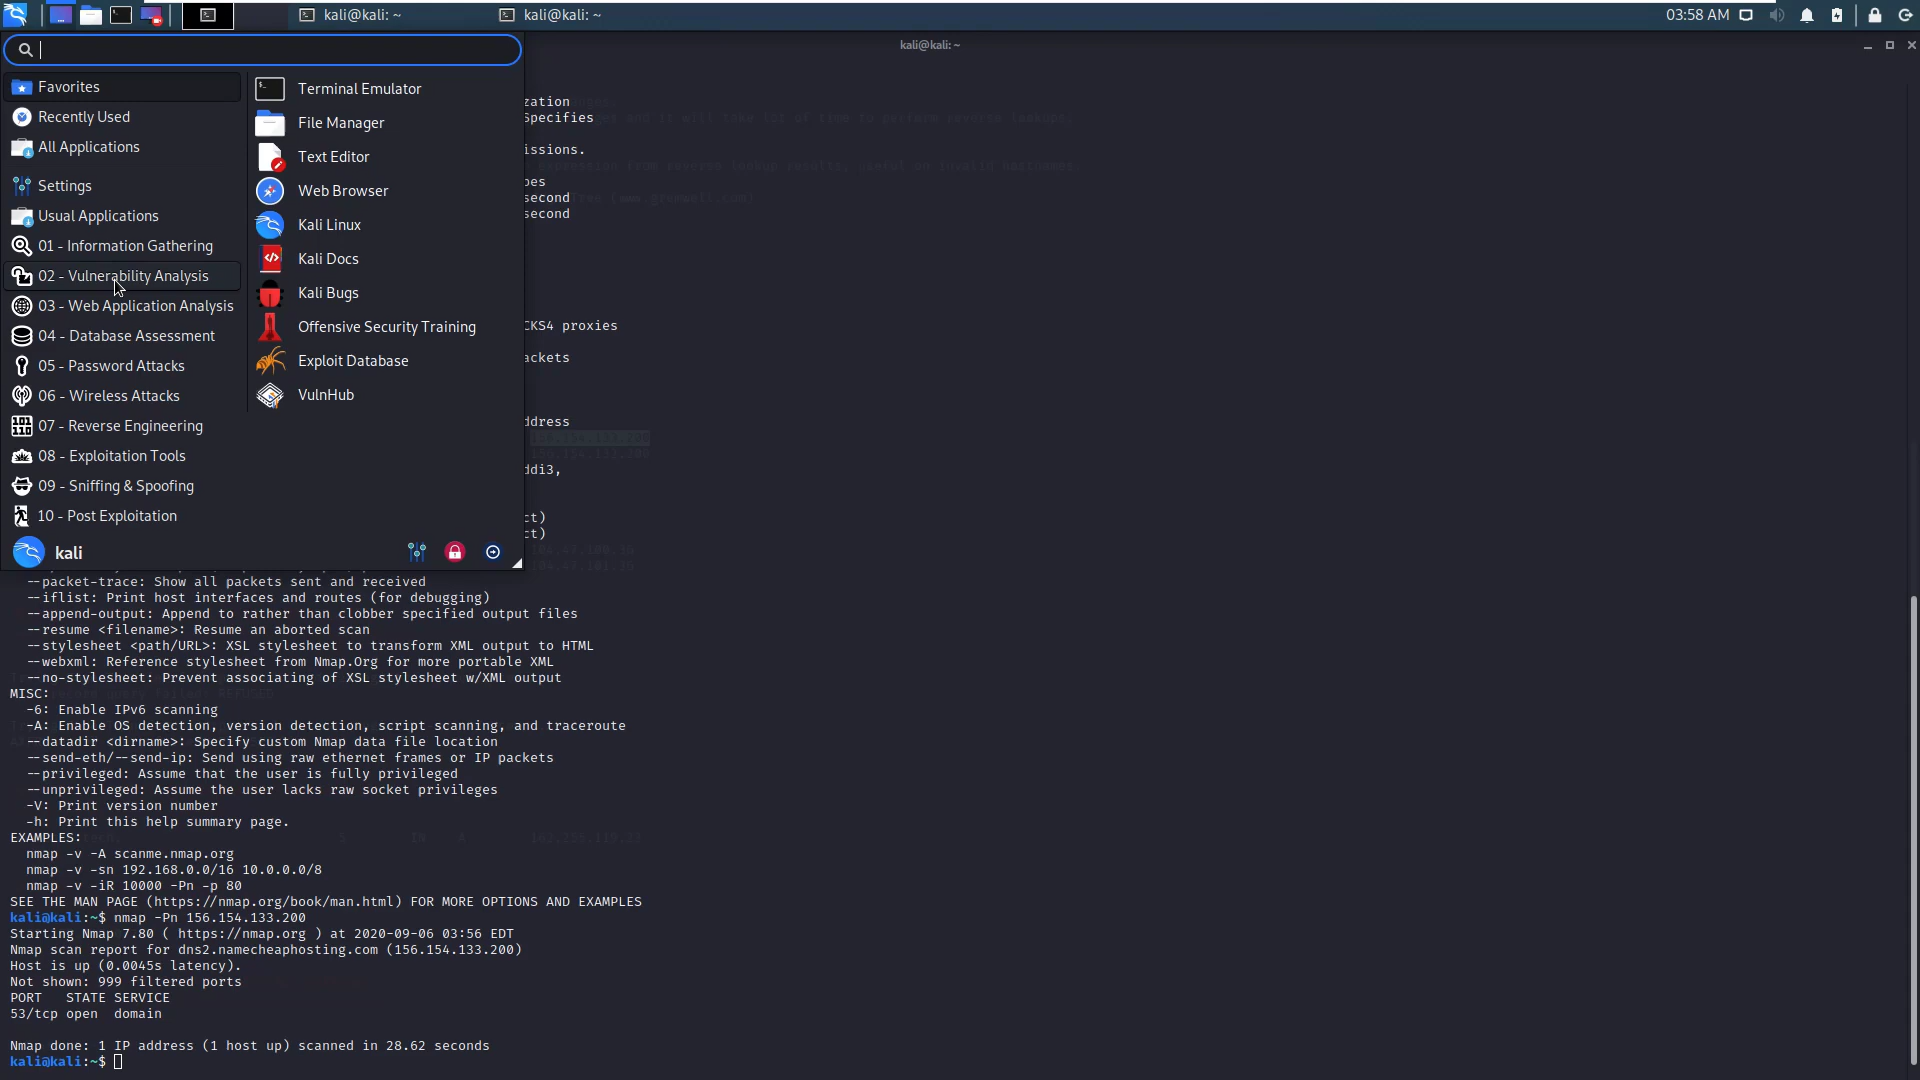 kali@kali: ~
kali@kali: ~
03:58 AM
kali@kali: ~
Favorites
Recently Used
All Applications
Settings
Usual Applications
01 - Information Gathering
02 - Vulnerability Analysis
03 - Web Application Analysis
04 - Database Assessment
05 - Password Attacks
06 - Wireless Attacks
07 - Reverse Engineering
08 - Exploitation Tools
09 - Sniffing & Spoofing
10 - Post Exploitation
kali
Terminal Emulator
File Manager
Text Editor
Web Browser
Kali Linux
Kali Docs
Kali Bugs
Offensive Security Training
Exploit Database
VulnHub
zation
Specifies
issions.
pes
second
second
CKS4 proxies
ackets
ddress
ddi3,
ct)
ct)
--packet-trace: Show all packets sent and received
--iflist: Print host interfaces and routes (for debugging)
--append-output: Append to rather than clobber specified output files
--resume <filename>: Resume an aborted scan
--stylesheet <path/URL>: XSL stylesheet to transform XML output to HTML
--webxml: Reference stylesheet from Nmap.Org for more portable XML
--no-stylesheet: Prevent associating of XSL stylesheet w/XML output
MISC:
-6: Enable IPv6 scanning
-A: Enable OS detection, version detection, script scanning, and traceroute
--datadir <dirname>: Specify custom Nmap data file location
--send-eth/--send-ip: Send using raw ethernet frames or IP packets
--privileged: Assume that the user is fully privileged
--unprivileged: Assume the user lacks raw socket privileges
-V: Print version number
-h: Print this help summary page.
EXAMPLES:
nmap -v -A scanme.nmap.org
nmap -v -sn 192.168.0.0/16 10.0.0.0/8
nmap -v -iR 10000 -Pn -p 80
SEE THE MAN PAGE (https://nmap.org/book/man.html) FOR MORE OPTIONS AND EXAMPLES
kali@kali:~$ nmap -Pn 156.154.133.200
Starting Nmap 7.80 ( https://nmap.org ) at 2020-09-06 03:56 EDT
Nmap scan report for dns2.namecheaphosting.com (156.154.133.200)
Host is up (0.0045s latency).
Not shown: 999 filtered ports
PORT   STATE SERVICE
53/tcp open  domain
Nmap done: 1 IP address (1 host up) scanned in 28.62 seconds
kali@kali:~$